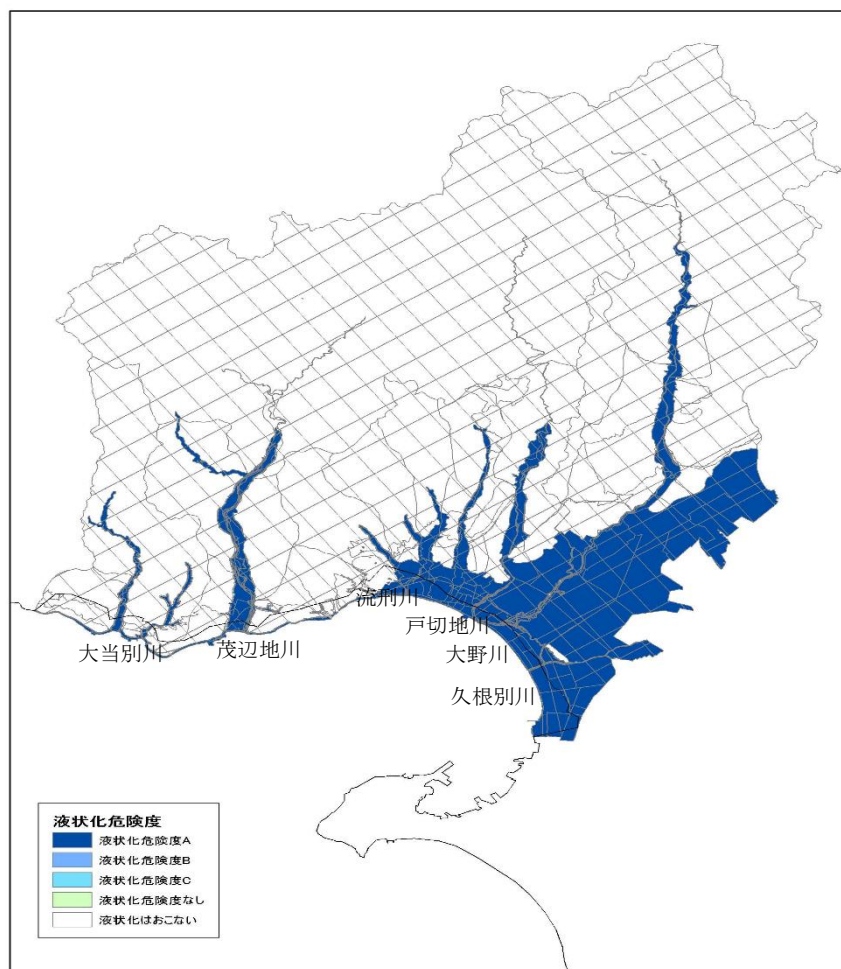 流刑川
戸切地川
大当別川
茂辺地川
大野川
久根別川
液状化危険度
液状化危険度A
液状化危険度B
液状化危険度C
液状化危険度なし
液状化はおこない